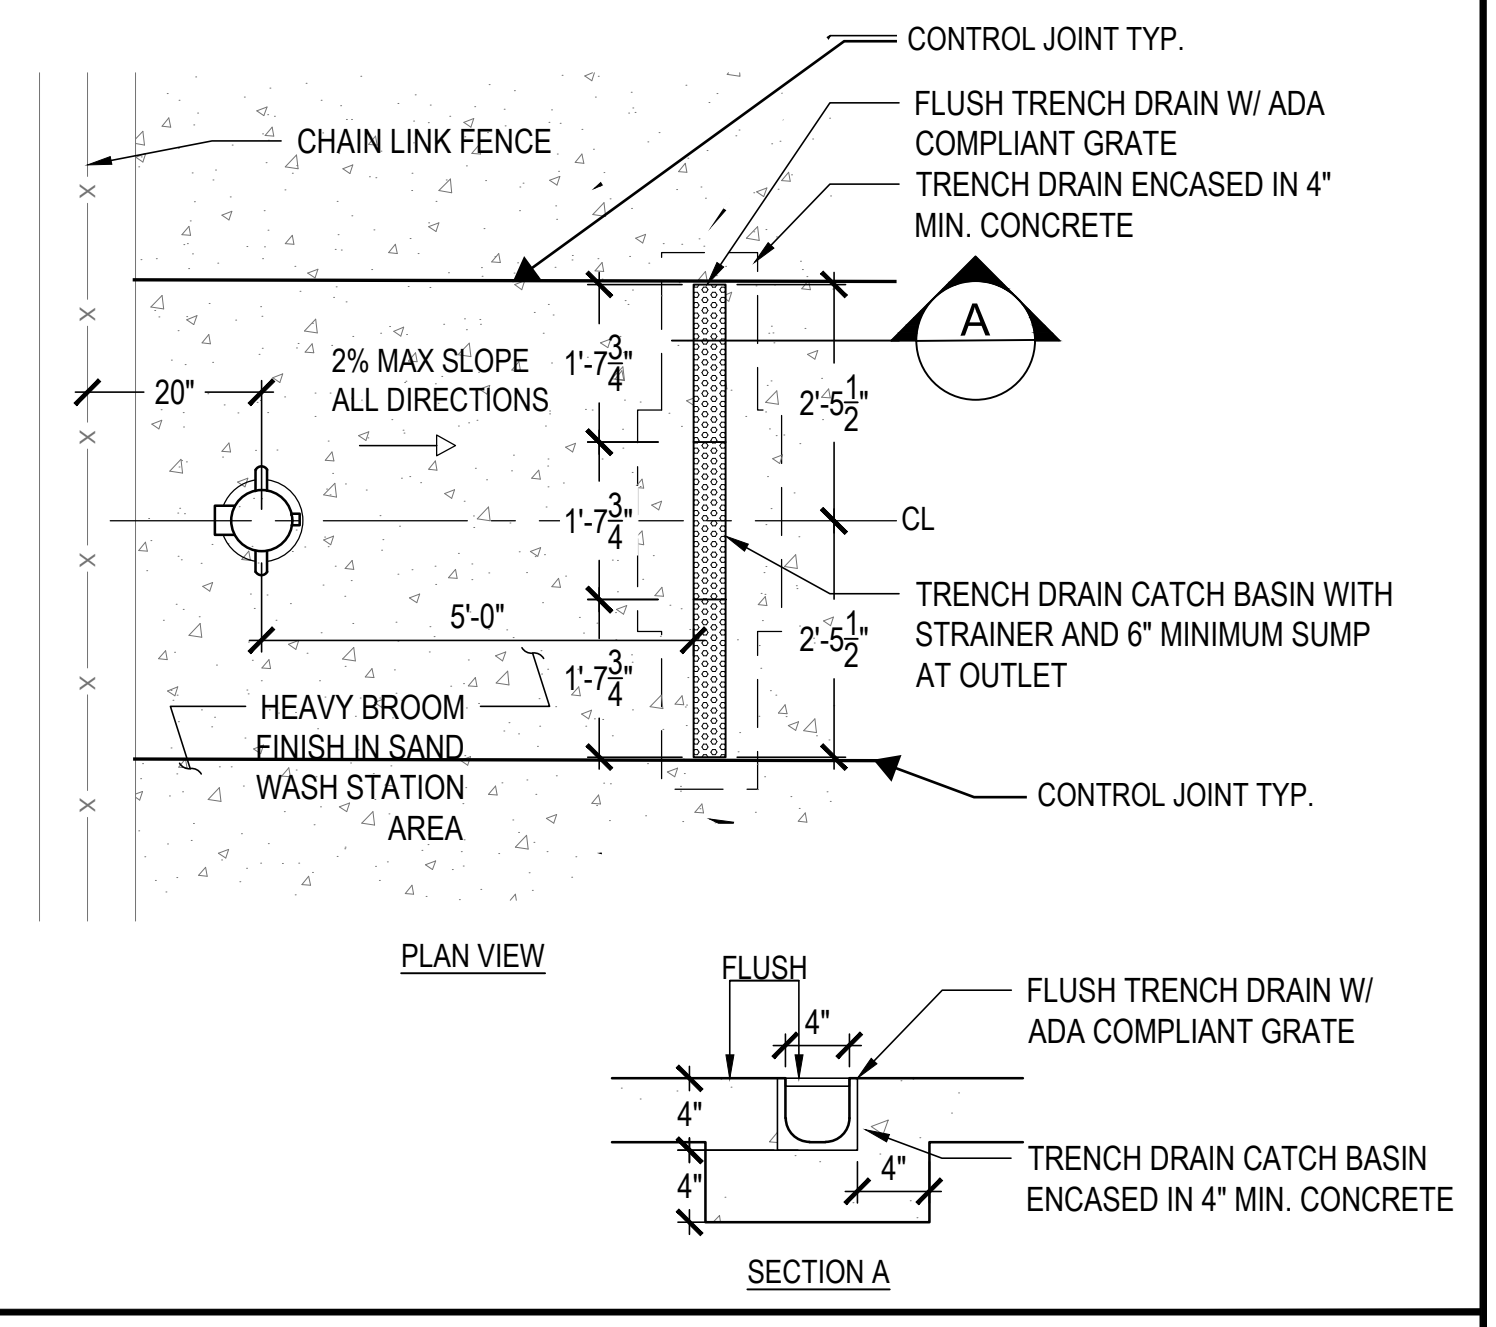 CONTROL JOINT TYP.
FLUSH TRENCH DRAIN W/ ADA
COMPLIANT GRATE
TRENCH DRAIN ENCASED IN 4"
MIN. CONCRETE
CHAIN LINK FENCE
X
X
X
X
X
X
A
20"
2% MAX SLOPE
ALL DIRECTIONS
1'-7 3/4"
2'-5 1/2"
1'-7 3/4"
CL
TRENCH DRAIN CATCH BASIN WITH
STRAINER AND 6" MINIMUM SUMP
AT OUTLET
5'-0"
2'-5 1/2"
1'-7 3/4"
HEAVY BROOM
FINISH IN SAND
WASH STATION
AREA
CONTROL JOINT TYP.
PLAN VIEW
FLUSH
4"
FLUSH TRENCH DRAIN W/
ADA COMPLIANT GRATE
4"
4"
4"
TRENCH DRAIN CATCH BASIN
ENCASED IN 4" MIN. CONCRETE
SECTION A